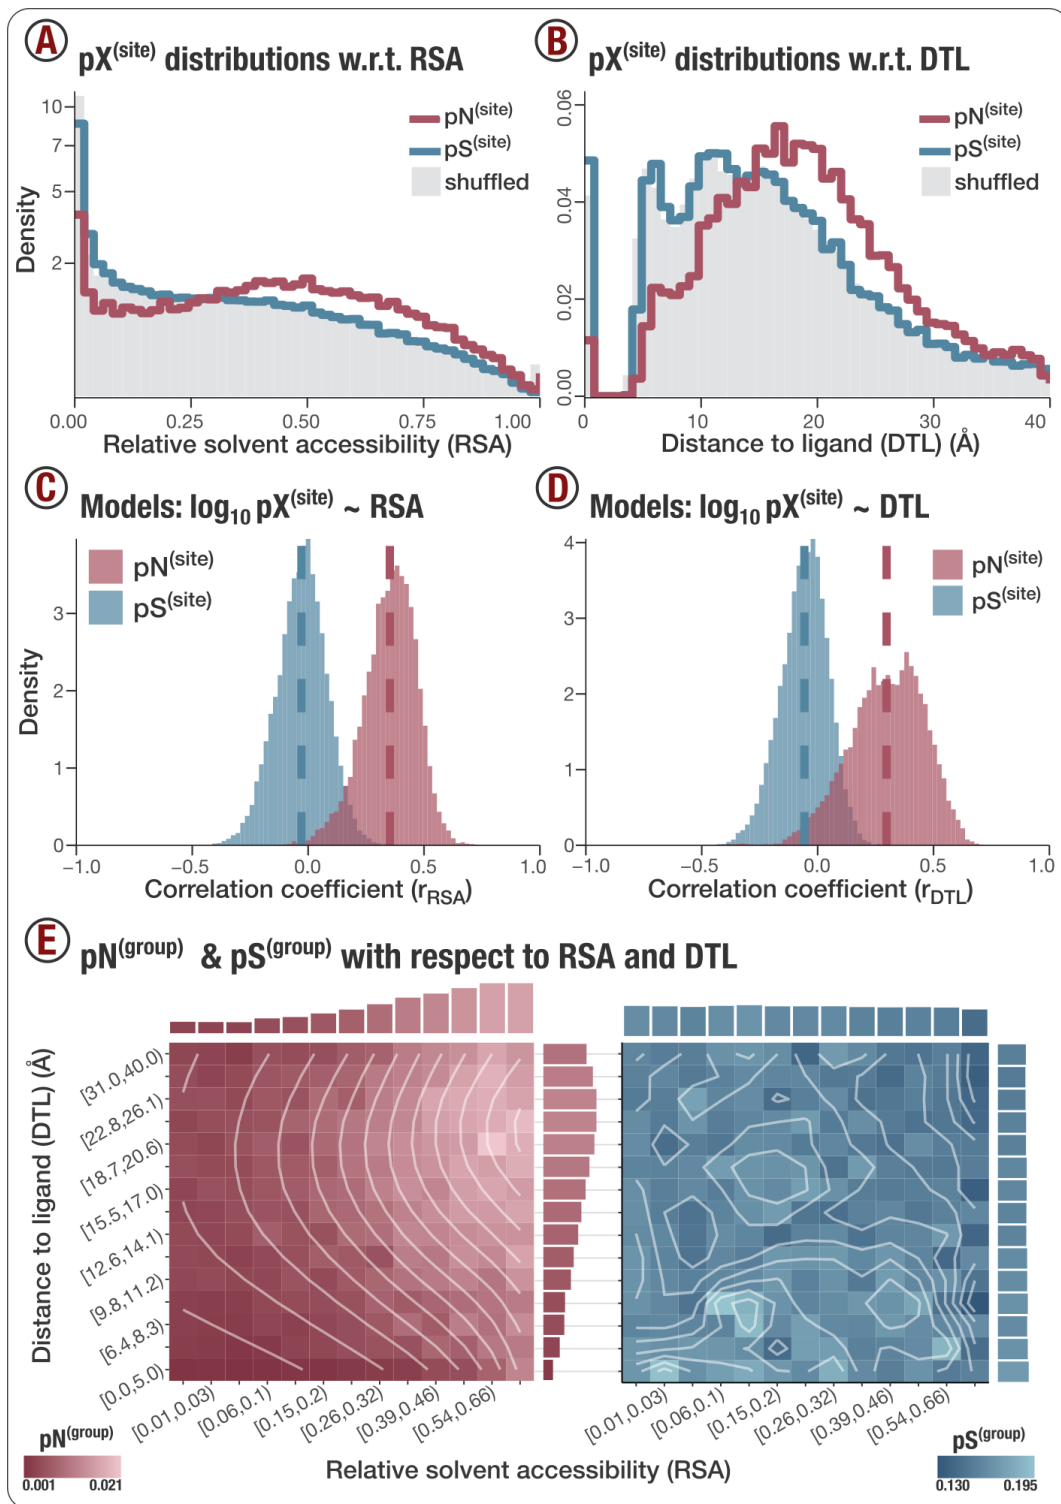 A pX(site) distributions w.r.t. RSA
10
7
5
2
Density
pN(site)
pS(site)
shuffled
0.00 0.25 0.50 0.75 1.00
Relative solvent accessibility (RSA)
B pX(site) distributions w.r.t. DTL
0.06
0.04
0.02
0.00
pN(site)
pS(site)
shuffled
0 10 20 30 40
Distance to ligand (DTL) (Å)
C Models: log10 pX(site) ~ RSA
pN(site)
pS(site)
3
2
1
0
Density
−1.0 −0.5 0.0 0.5 1.0
Correlation coefficient (rRSA)
D Models: log10 pX(site) ~ DTL
pN(site)
pS(site)
4
3
2
1
0
−1.0 −0.5 0.0 0.5 1.0
Correlation coefficient (rDTL)
E pN(group) & pS(group) with respect to RSA and DTL
Distance to ligand (DTL) (Å)
[31.0,40.0)
[22.8,26.1)
[18.7,20.6)
[15.5,17.0)
[12.6,14.1)
[9.8,11.2)
[6.4,8.3)
[0.0,5.0)
[0.01,0.03) [0.06,0.1) [0.15,0.2) [0.26,0.32) [0.39,0.46) [0.54,0.66)
[0.01,0.03) [0.06,0.1) [0.15,0.2) [0.26,0.32) [0.39,0.46) [0.54,0.66)
pN(group)
0.001 0.021
Relative solvent accessibility (RSA)
pS(group)
0.130 0.195